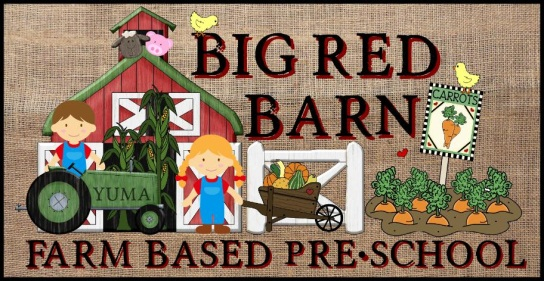 BIG RED
BARN
CARROTS
YUMA
FARM BASED PRE•SCHOOL